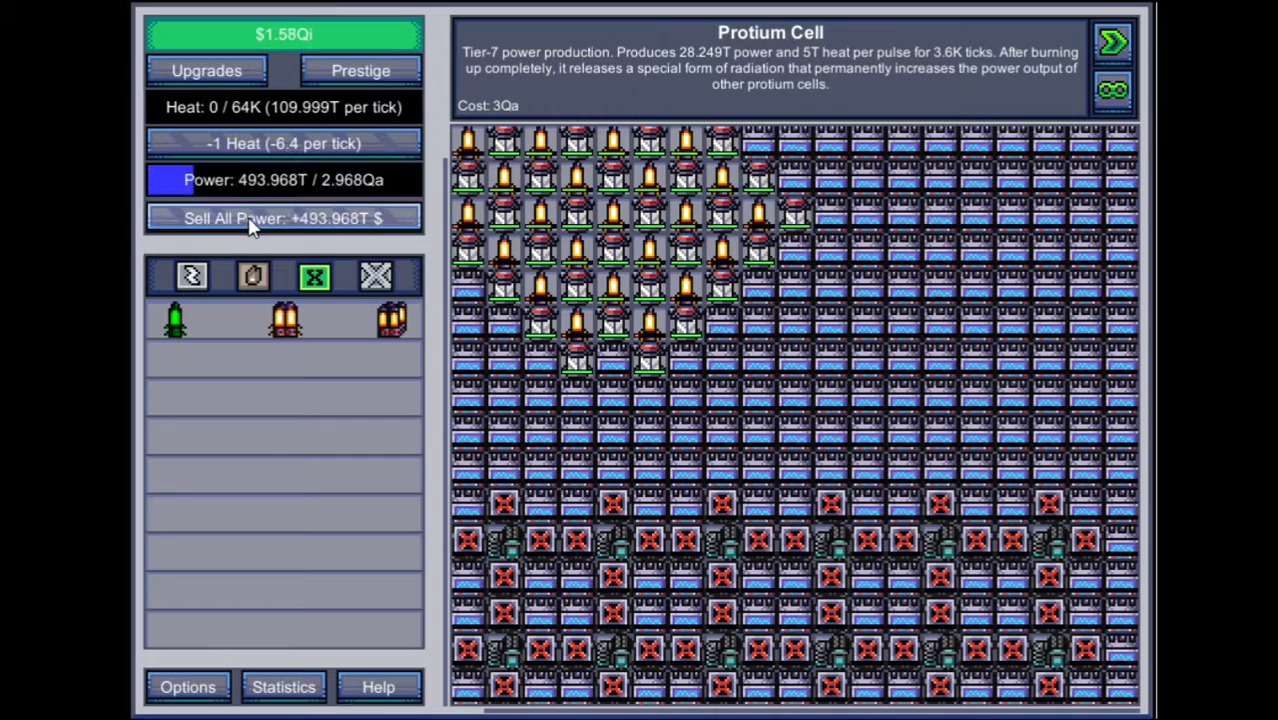 $1.58Qi
Upgrades
Prestige
Heat: 0 / 64K (109.999T per tick)
-1 Heat (-6.4 per tick)
Power: 493.968T / 2.968Qa
Sell All Power: +493.968T $
Options
Statistics
Help
Protium Cell
Tier-7 power production. Produces 28.249T power and 5T heat per pulse for 3.6K ticks. After burning
up completely, it releases a special form of radiation that permanently increases the power output of
other protium cells.
Cost: 3Qa